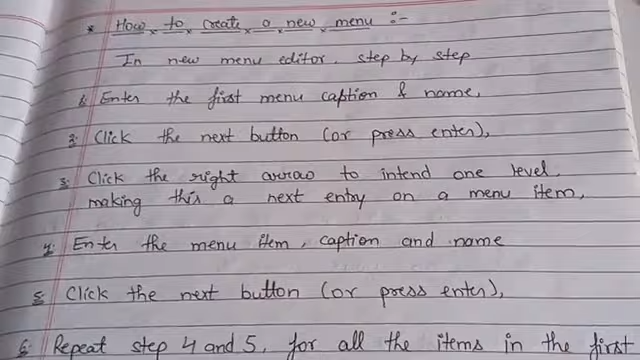 * How to create a new menu :-
In new menu editor. step by step
1. Enter the first menu caption & name,
2. Click the next button (or press enter),
3. Click the right arrow to intend one level,
making this a next entry on a menu item,
4. Enter the menu item, caption and name
5. Click the next button (or press enter),
6. Repeat step 4 and 5, for all the items in the first